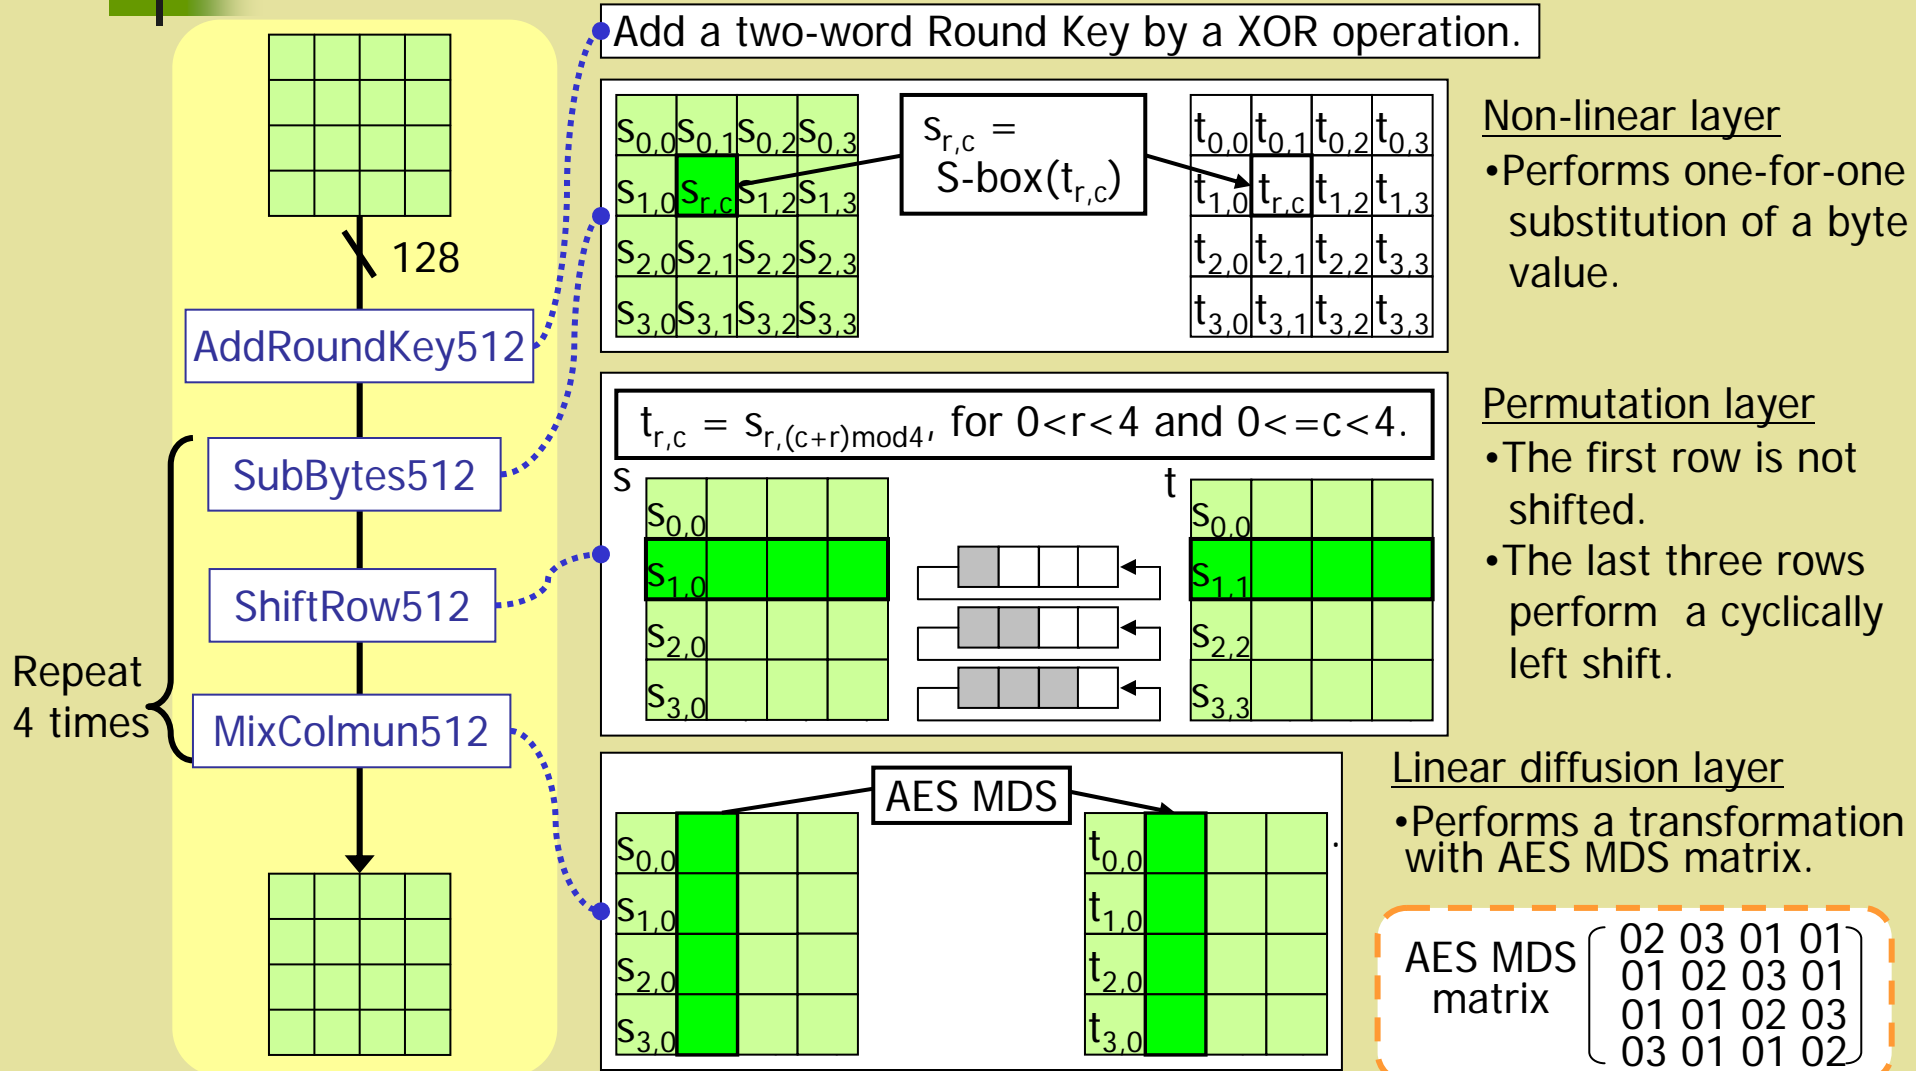 Add a two-word Round Key by a XOR operation.
128
AddRoundKey512
SubBytes512
ShiftRow512
MixColmun512
Repeat
4 times
s0,0 s0,1 s0,2 s0,3
s1,0 sr,c s1,2 s1,3
s2,0 s2,1 s2,2 s2,3
s3,0 s3,1 s3,2 s3,3
sr,c =
S-box(tr,c)
t0,0 t0,1 t0,2 t0,3
t1,0 tr,c t1,2 t1,3
t2,0 t2,1 t2,2 t3,3
t3,0 t3,1 t3,2 t3,3
Non-linear layer
•Performs one-for-one
substitution of a byte
value.
tr,c = sr,(c+r)mod4, for 0<r<4 and 0<=c<4.
s
s0,0
s1,0
s2,0
s3,0
t
s0,0
s1,1
s2,2
s3,3
Permutation layer
•The first row is not
shifted.
•The last three rows
perform a cyclically
left shift.
AES MDS
s0,0
s1,0
s2,0
s3,0
t0,0
t1,0
t2,0
t3,0
.
Linear diffusion layer
•Performs a transformation
with AES MDS matrix.
AES MDS
matrix
02 03 01 01
01 02 03 01
01 01 02 03
03 01 01 02